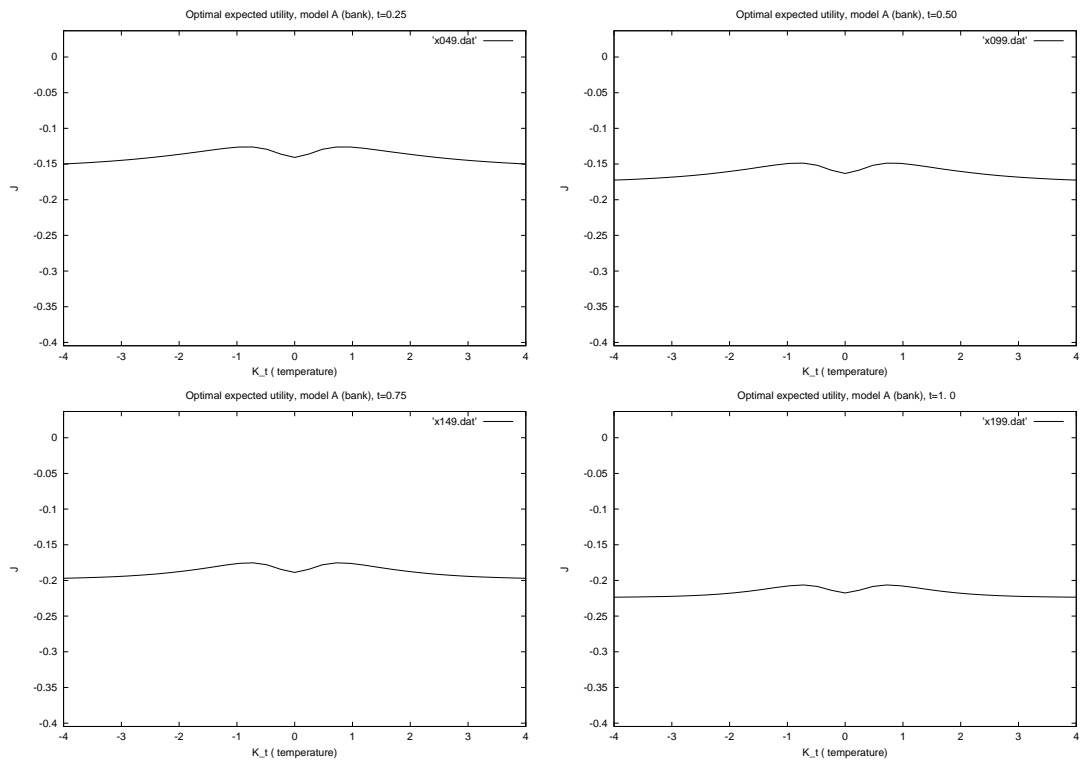 Optimal expected utility, model A (bank), t=0.25
'x049.dat'
0
-0.05
-0.1
-0.15
-0.2
-0.25
-0.3
-0.35
-0.4
J
-4 -3 -2 -1 0 1 2 3 4
K_t ( temperature)
Optimal expected utility, model A (bank), t=0.50
'x099.dat'
0
-0.05
-0.1
-0.15
-0.2
-0.25
-0.3
-0.35
-0.4
J
-4 -3 -2 -1 0 1 2 3 4
K_t ( temperature)
Optimal expected utility, model A (bank), t=0.75
'x149.dat'
0
-0.05
-0.1
-0.15
-0.2
-0.25
-0.3
-0.35
-0.4
J
-4 -3 -2 -1 0 1 2 3 4
K_t ( temperature)
Optimal expected utility, model A (bank), t=1. 0
'x199.dat'
0
-0.05
-0.1
-0.15
-0.2
-0.25
-0.3
-0.35
-0.4
J
-4 -3 -2 -1 0 1 2 3 4
K_t ( temperature)